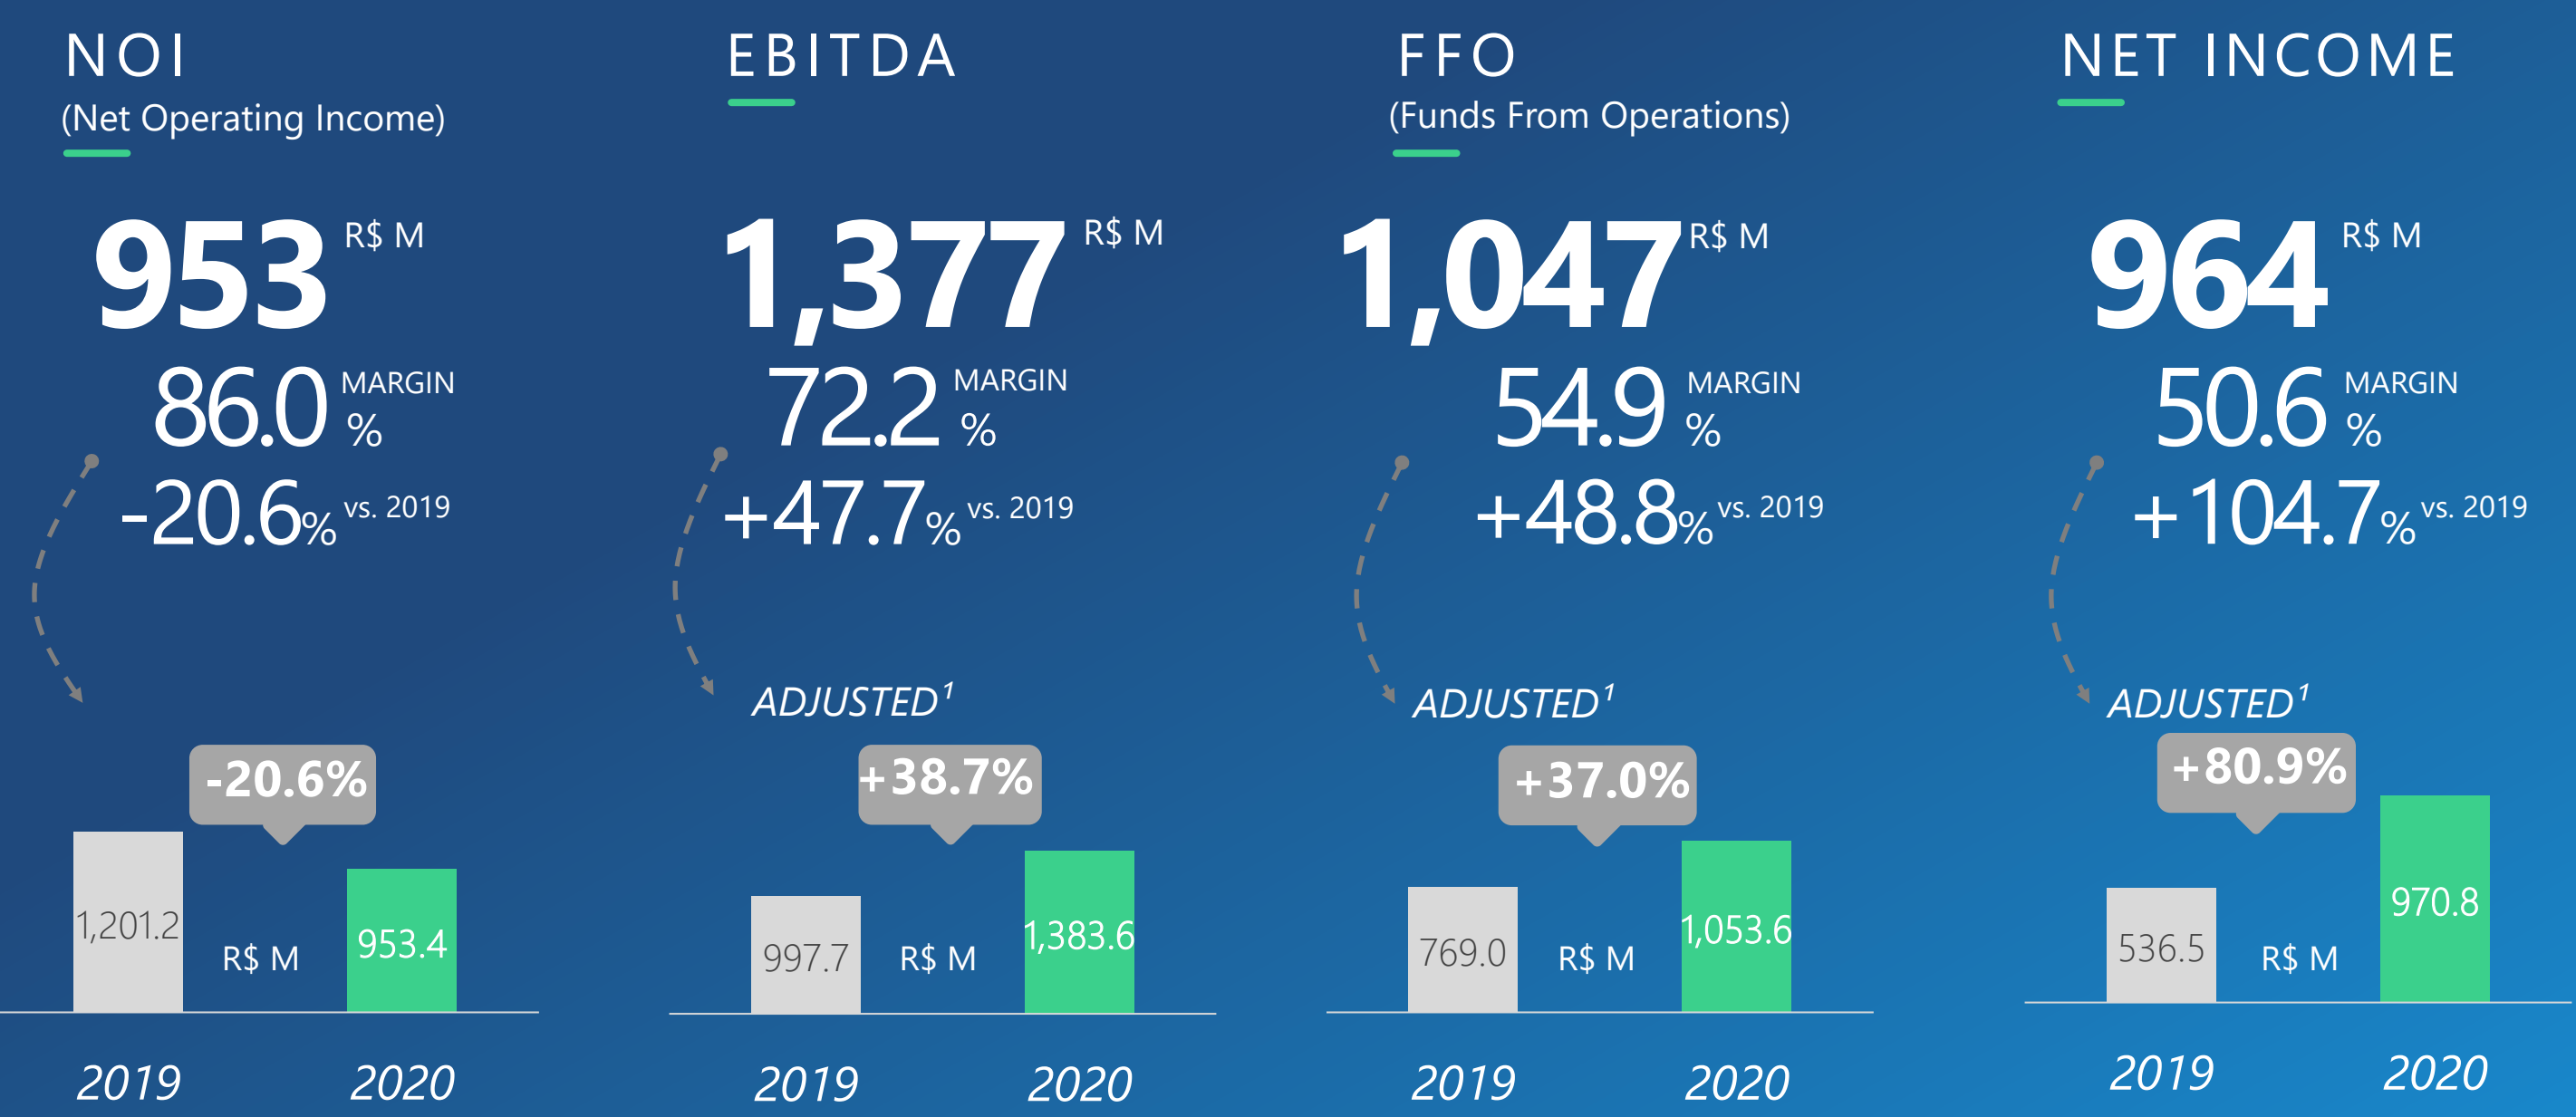 NOI
(Net Operating Income)
953 R$ M
86.0 MARGIN %
-20.6% vs. 2019
-20.6%
1,201.2
R$ M
953.4
2019
2020
EBITDA
1,377 R$ M
72.2 MARGIN %
+47.7% vs. 2019
ADJUSTED¹
+38.7%
997.7
R$ M
1,383.6
2019
2020
FFO
(Funds From Operations)
1,047 R$ M
54.9 MARGIN %
+48.8% vs. 2019
ADJUSTED¹
+37.0%
769.0
R$ M
1,053.6
2019
2020
NET INCOME
964 R$ M
50.6 MARGIN %
+104.7% vs. 2019
ADJUSTED¹
+80.9%
536.5
R$ M
970.8
2019
2020